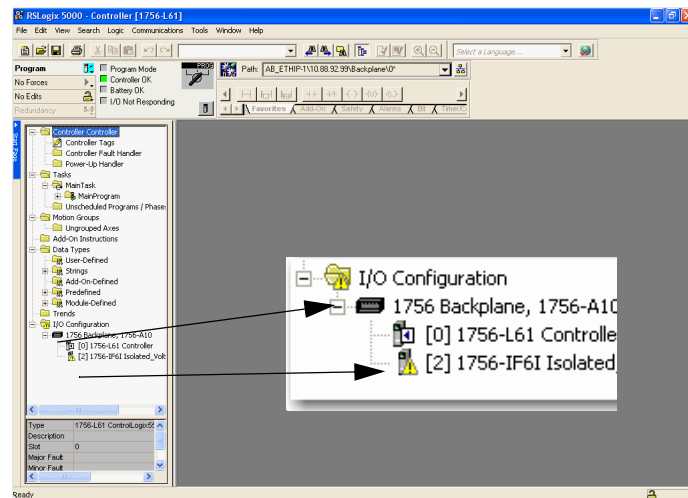 RSLogix 5000 - Controller [1756-L61]
File Edit View Search Logic Communications Tools Window Help
Select a Language...
Program
Program Mode
PROG
Path: AB_ETHIP-1\10.88.92.99\Backplane\0*
No Forces
Controller OK
Battery OK
No Edits
I/O Not Responding
Redundancy
Favorites Add-On Safety Alarms Bit Timer/C
Start Page
Controller Controller
Controller Tags
Controller Fault Handler
Power-Up Handler
Tasks
MainTask
MainProgram
Unscheduled Programs / Phase
Motion Groups
Ungrouped Axes
Add-On Instructions
Data Types
User-Defined
Strings
Add-On-Defined
Predefined
Module-Defined
Trends
I/O Configuration
1756 Backplane, 1756-A10
[0] 1756-L61 Controller
[2] 1756-IF6I Isolated_Volt
I/O Configuration
1756 Backplane, 1756-A10
[0] 1756-L61 Controlle
[2] 1756-IF6I Isolated_
Type 1756-L61 ControlLogix55
Description
Slot 0
Major Fault
Minor Fault
Ready